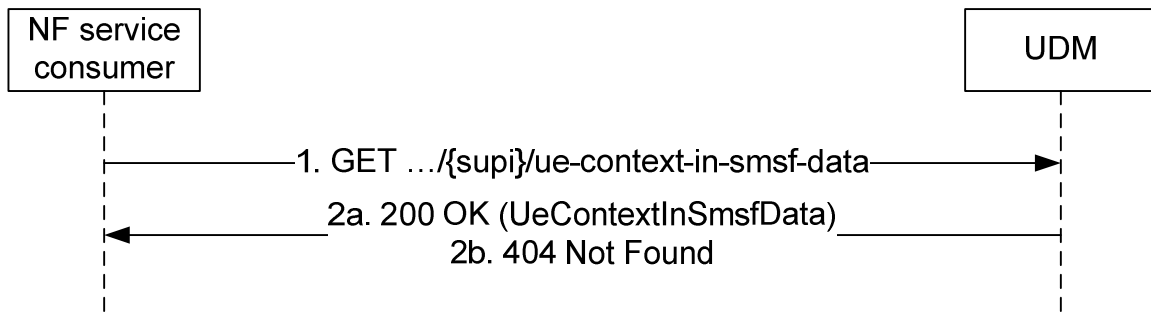 NF service
consumer
UDM
1. GET …/{supi}/ue-context-in-smsf-data
2a. 200 OK (UeContextInSmsfData)
2b. 404 Not Found